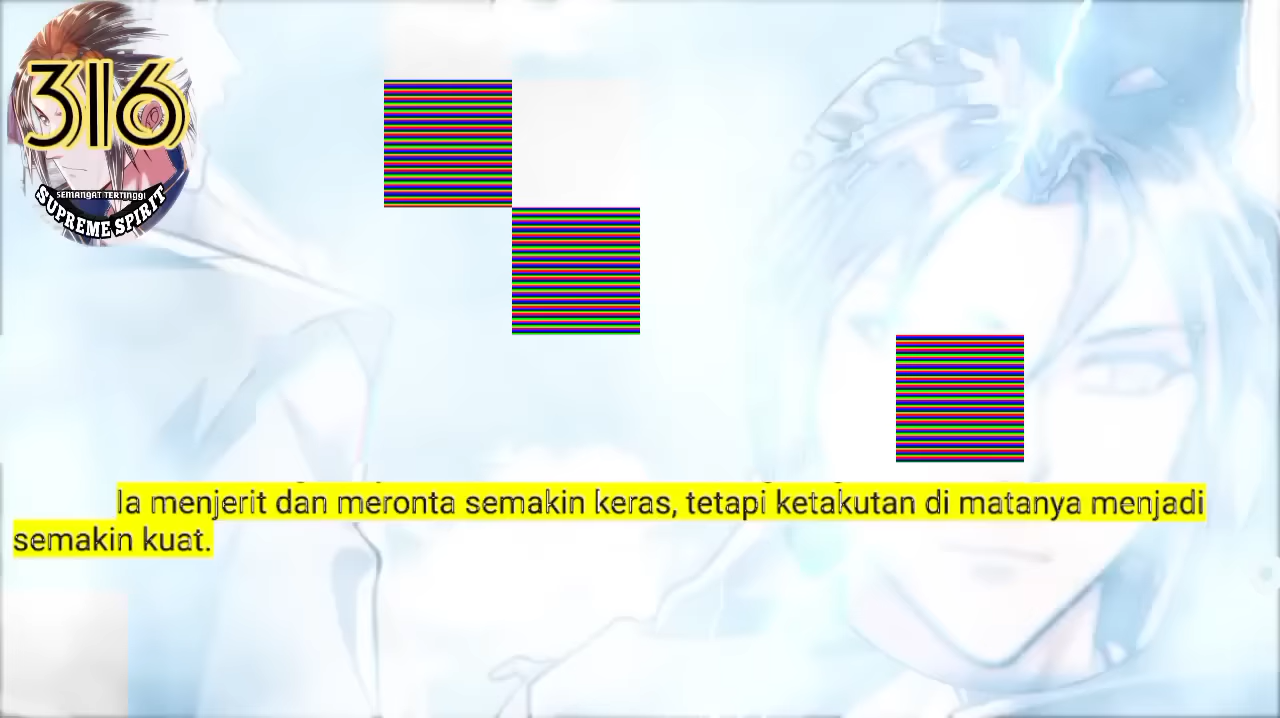 316
SEMANGAT TERTINGGI
SUPREME SPIRIT
Ia menjerit dan meronta semakin keras, tetapi ketakutan di matanya menjadi
semakin kuat.